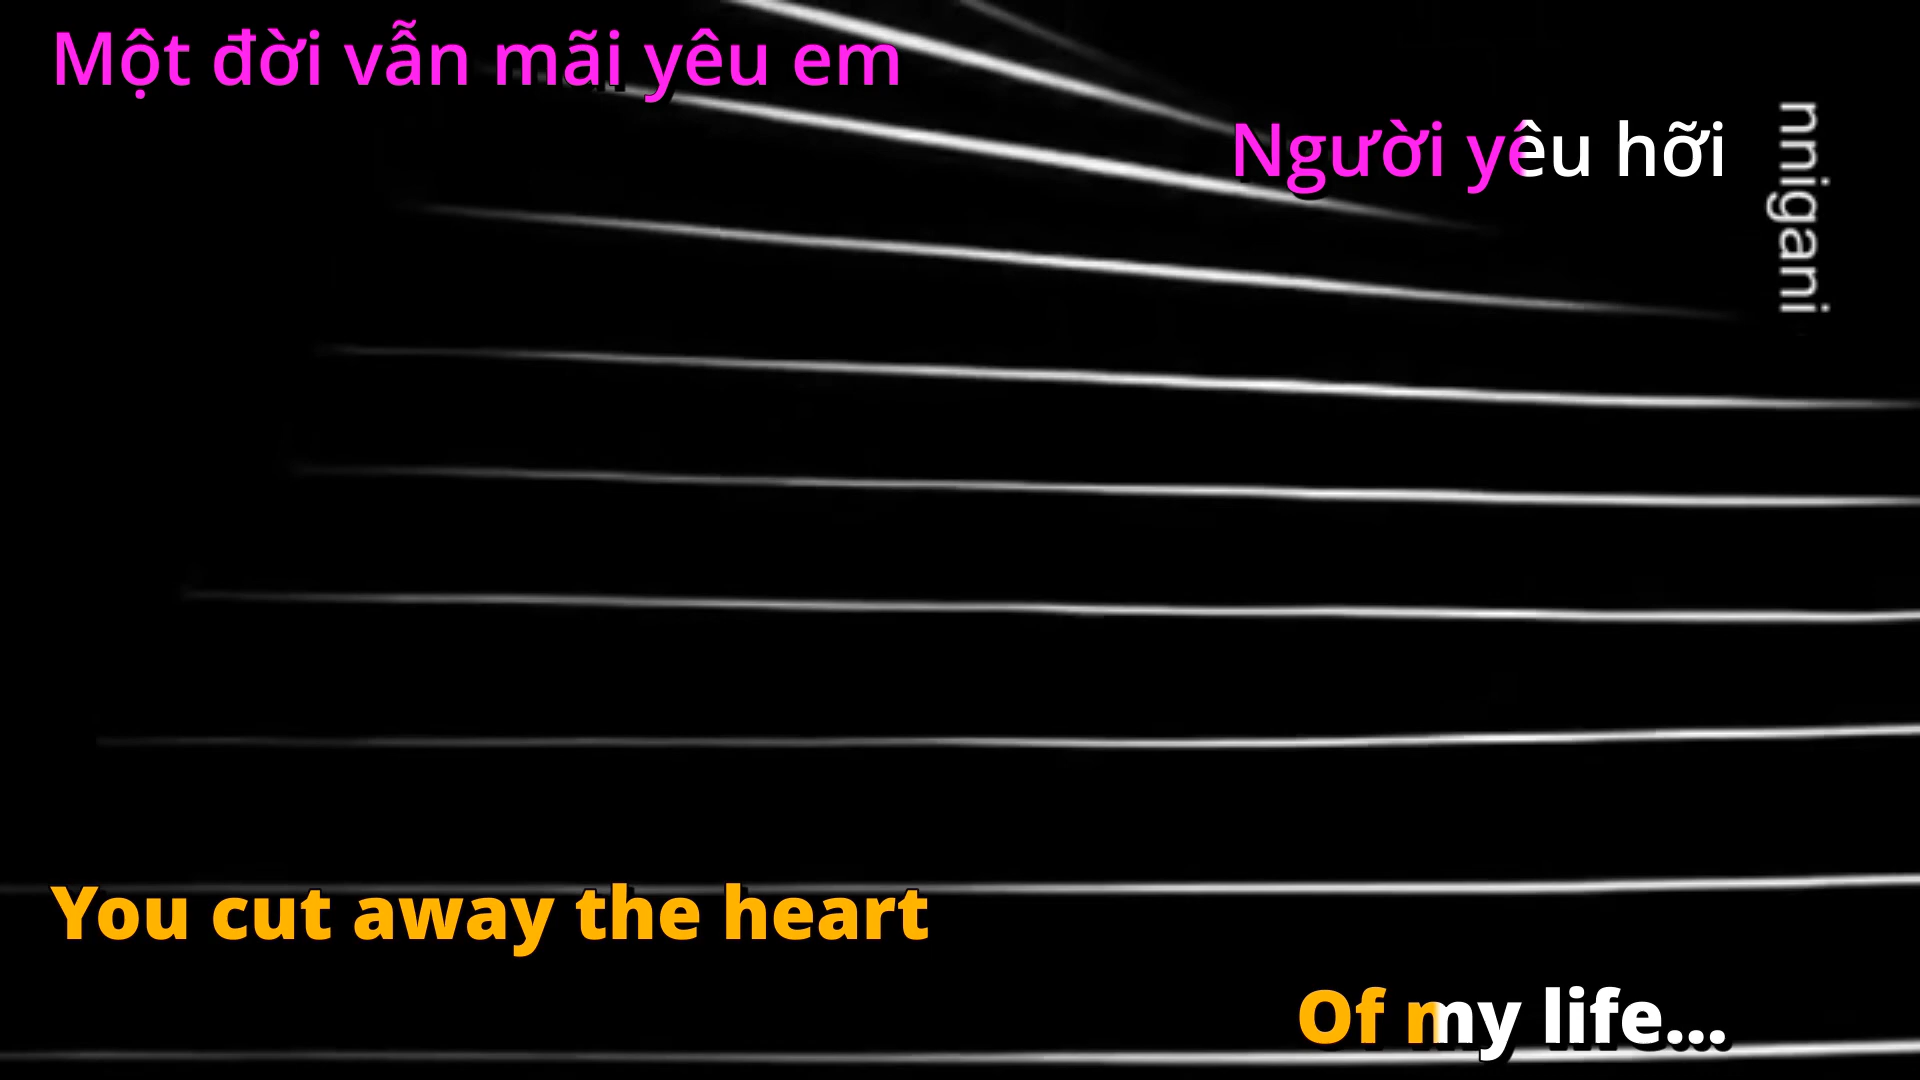 Một đời vẫn mãi yêu em
Người yêu hỡi
nnigani
You cut away the heart
Of my life...